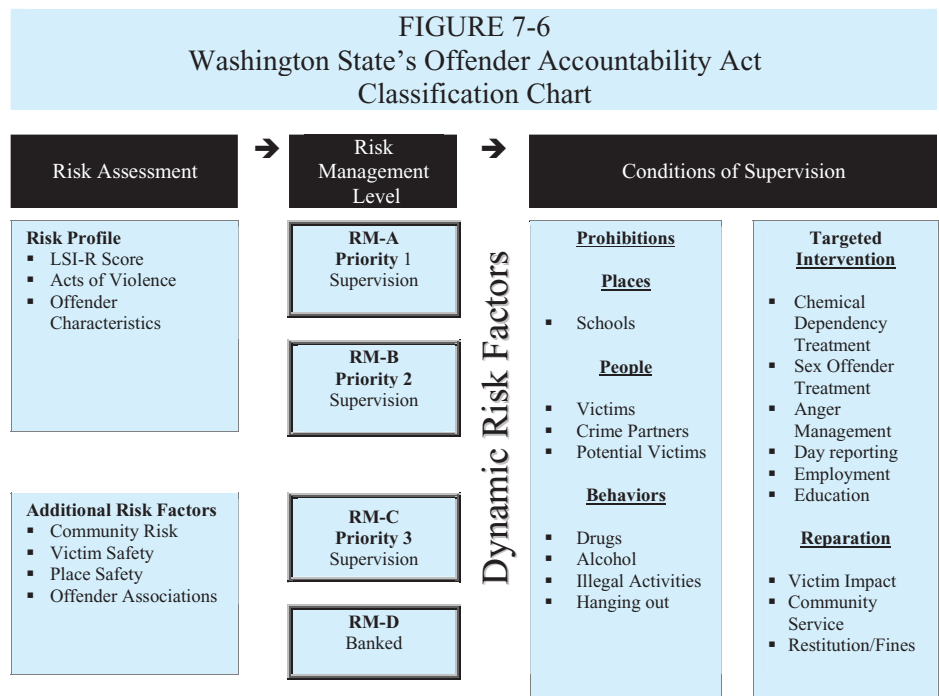 FIGURE 7-6
Washington State's Offender Accountability Act
Classification Chart
Risk Assessment
➔
Risk
Management
Level
➔
Conditions of Supervision
Risk Profile
▪ LSI-R Score
▪ Acts of Violence
▪ Offender
Characteristics
Additional Risk Factors
▪ Community Risk
▪ Victim Safety
▪ Place Safety
▪ Offender Associations
RM-A
Priority 1
Supervision
RM-B
Priority 2
Supervision
RM-C
Priority 3
Supervision
RM-D
Banked
Dynamic Risk Factors
Prohibitions
Places
▪ Schools
People
▪ Victims
▪ Crime Partners
▪ Potential Victims
Behaviors
▪ Drugs
▪ Alcohol
▪ Illegal Activities
▪ Hanging out
Targeted
Intervention
▪ Chemical
Dependency
Treatment
▪ Sex Offender
Treatment
▪ Anger
Management
▪ Day reporting
▪ Employment
▪ Education
Reparation
▪ Victim Impact
▪ Community
Service
▪ Restitution/Fines